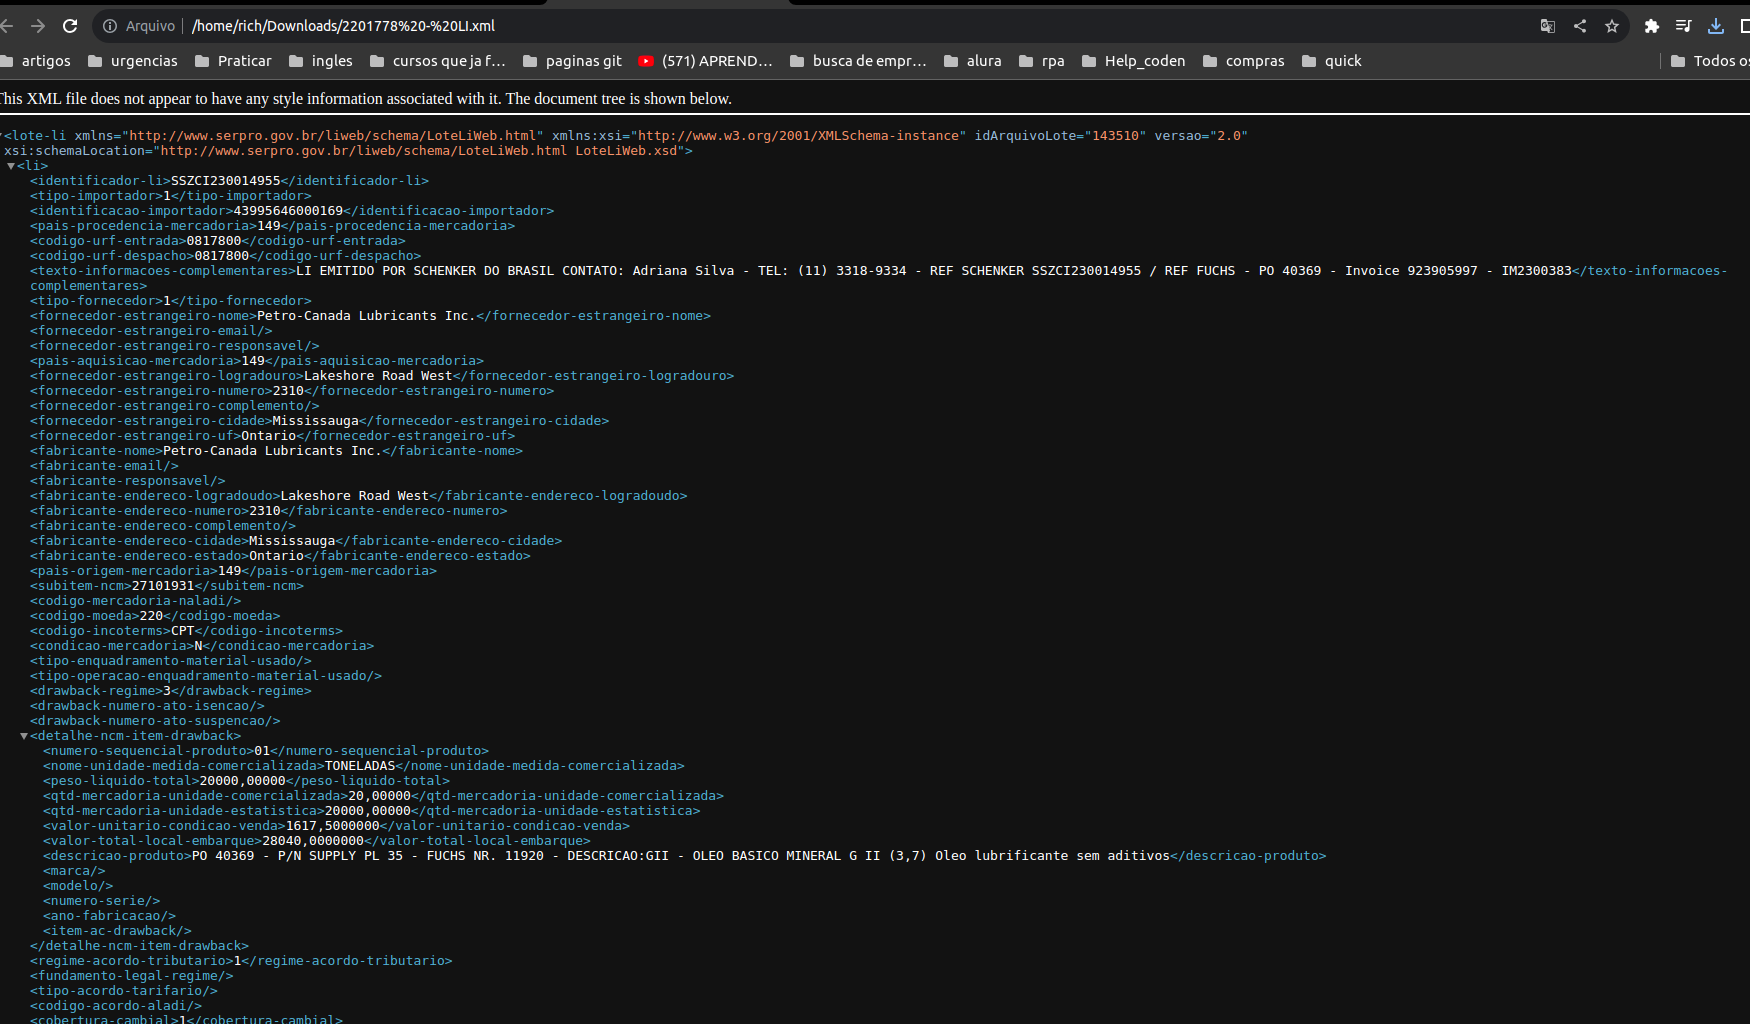 Arquivo | /home/rich/Downloads/2201778%20-%20LI.xml
artigos urgencias Praticar ingles cursos que ja f... paginas git (571) APREND... busca de empr... alura rpa Help_coden compras quick Todos os
This XML file does not appear to have any style information associated with it. The document tree is shown below.
<lote-li xmlns="http://www.serpro.gov.br/liweb/schema/LoteLiWeb.html" xmlns:xsi="http://www.w3.org/2001/XMLSchema-instance" idArquivoLote="143510" versao="2.0"
xsi:schemaLocation="http://www.serpro.gov.br/liweb/schema/LoteLiWeb.html LoteLiWeb.xsd">
<li>
<identificador-li>SSZCI230014955</identificador-li>
<tipo-importador>1</tipo-importador>
<identificacao-importador>43995646000169</identificacao-importador>
<pais-procedencia-mercadoria>149</pais-procedencia-mercadoria>
<codigo-urf-entrada>0817800</codigo-urf-entrada>
<codigo-urf-despacho>0817800</codigo-urf-despacho>
<texto-informacoes-complementares>LI EMITIDO POR SCHENKER DO BRASIL CONTATO: Adriana Silva - TEL: (11) 3318-9334 - REF SCHENKER SSZCI230014955 / REF FUCHS - PO 40369 - Invoice 923905997 - IM2300383</texto-informacoes-
complementares>
<tipo-fornecedor>1</tipo-fornecedor>
<fornecedor-estrangeiro-nome>Petro-Canada Lubricants Inc.</fornecedor-estrangeiro-nome>
<fornecedor-estrangeiro-email/>
<fornecedor-estrangeiro-responsavel/>
<pais-aquisicao-mercadoria>149</pais-aquisicao-mercadoria>
<fornecedor-estrangeiro-logradouro>Lakeshore Road West</fornecedor-estrangeiro-logradouro>
<fornecedor-estrangeiro-numero>2310</fornecedor-estrangeiro-numero>
<fornecedor-estrangeiro-complemento/>
<fornecedor-estrangeiro-cidade>Mississauga</fornecedor-estrangeiro-cidade>
<fornecedor-estrangeiro-uf>Ontario</fornecedor-estrangeiro-uf>
<fabricante-nome>Petro-Canada Lubricants Inc.</fabricante-nome>
<fabricante-email/>
<fabricante-responsavel/>
<fabricante-endereco-logradoudo>Lakeshore Road West</fabricante-endereco-logradoudo>
<fabricante-endereco-numero>2310</fabricante-endereco-numero>
<fabricante-endereco-complemento/>
<fabricante-endereco-cidade>Mississauga</fabricante-endereco-cidade>
<fabricante-endereco-estado>Ontario</fabricante-endereco-estado>
<pais-origem-mercadoria>149</pais-origem-mercadoria>
<subitem-ncm>27101931</subitem-ncm>
<codigo-mercadoria-naladi/>
<codigo-moeda>220</codigo-moeda>
<codigo-incoterms>CPT</codigo-incoterms>
<condicao-mercadoria>N</condicao-mercadoria>
<tipo-enquadramento-material-usado/>
<tipo-operacao-enquadramento-material-usado/>
<drawback-regime>3</drawback-regime>
<drawback-numero-ato-isencao/>
<drawback-numero-ato-suspencao/>
<detalhe-ncm-item-drawback>
<numero-sequencial-produto>01</numero-sequencial-produto>
<nome-unidade-medida-comercializada>TONELADAS</nome-unidade-medida-comercializada>
<peso-liquido-total>20000,00000</peso-liquido-total>
<qtd-mercadoria-unidade-comercializada>20,00000</qtd-mercadoria-unidade-comercializada>
<qtd-mercadoria-unidade-estatistica>20000,00000</qtd-mercadoria-unidade-estatistica>
<valor-unitario-condicao-venda>1617,5000000</valor-unitario-condicao-venda>
<valor-total-local-embarque>28040,0000000</valor-total-local-embarque>
<descricao-produto>PO 40369 - P/N SUPPLY PL 35 - FUCHS NR. 11920 - DESCRICAO:GII - OLEO BASICO MINERAL G II (3,7) Oleo lubrificante sem aditivos</descricao-produto>
<marca/>
<modelo/>
<numero-serie/>
<ano-fabricacao/>
<item-ac-drawback/>
</detalhe-ncm-item-drawback>
<regime-acordo-tributario>1</regime-acordo-tributario>
<fundamento-legal-regime/>
<tipo-acordo-tarifario/>
<codigo-acordo-aladi/>
<cobertura-cambial>1</cobertura-cambial>